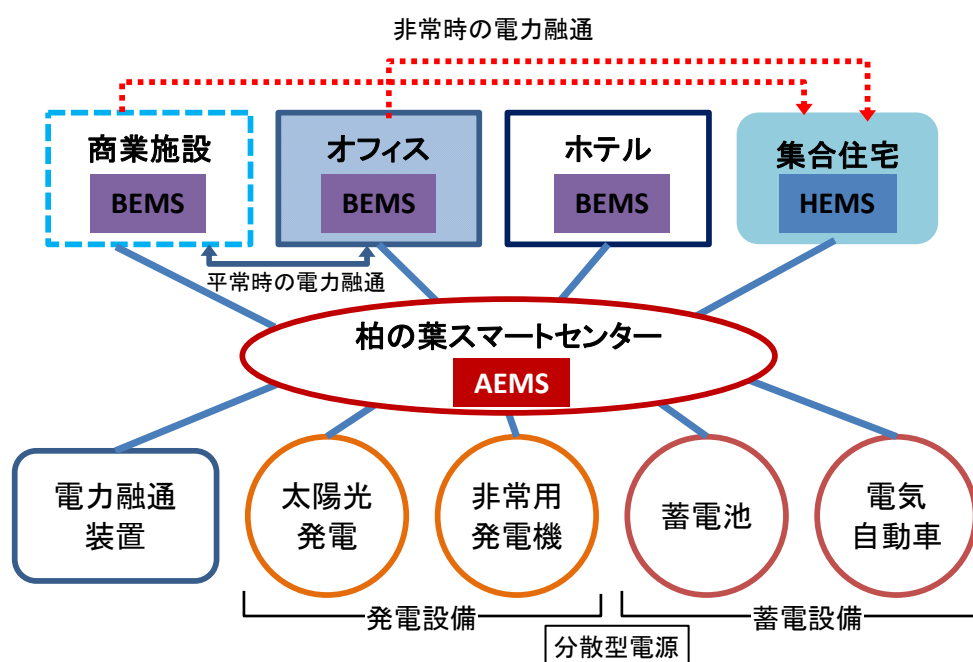 非常時の電力融通
商業施設
BEMS
オフィス
BEMS
ホテル
BEMS
集合住宅
HEMS
平常時の電力融通
柏の葉スマートセンター
AEMS
電力融通
装置
太陽光
発電
非常用
発電機
蓄電池
電気
自動車
発電設備
蓄電設備
分散型電源